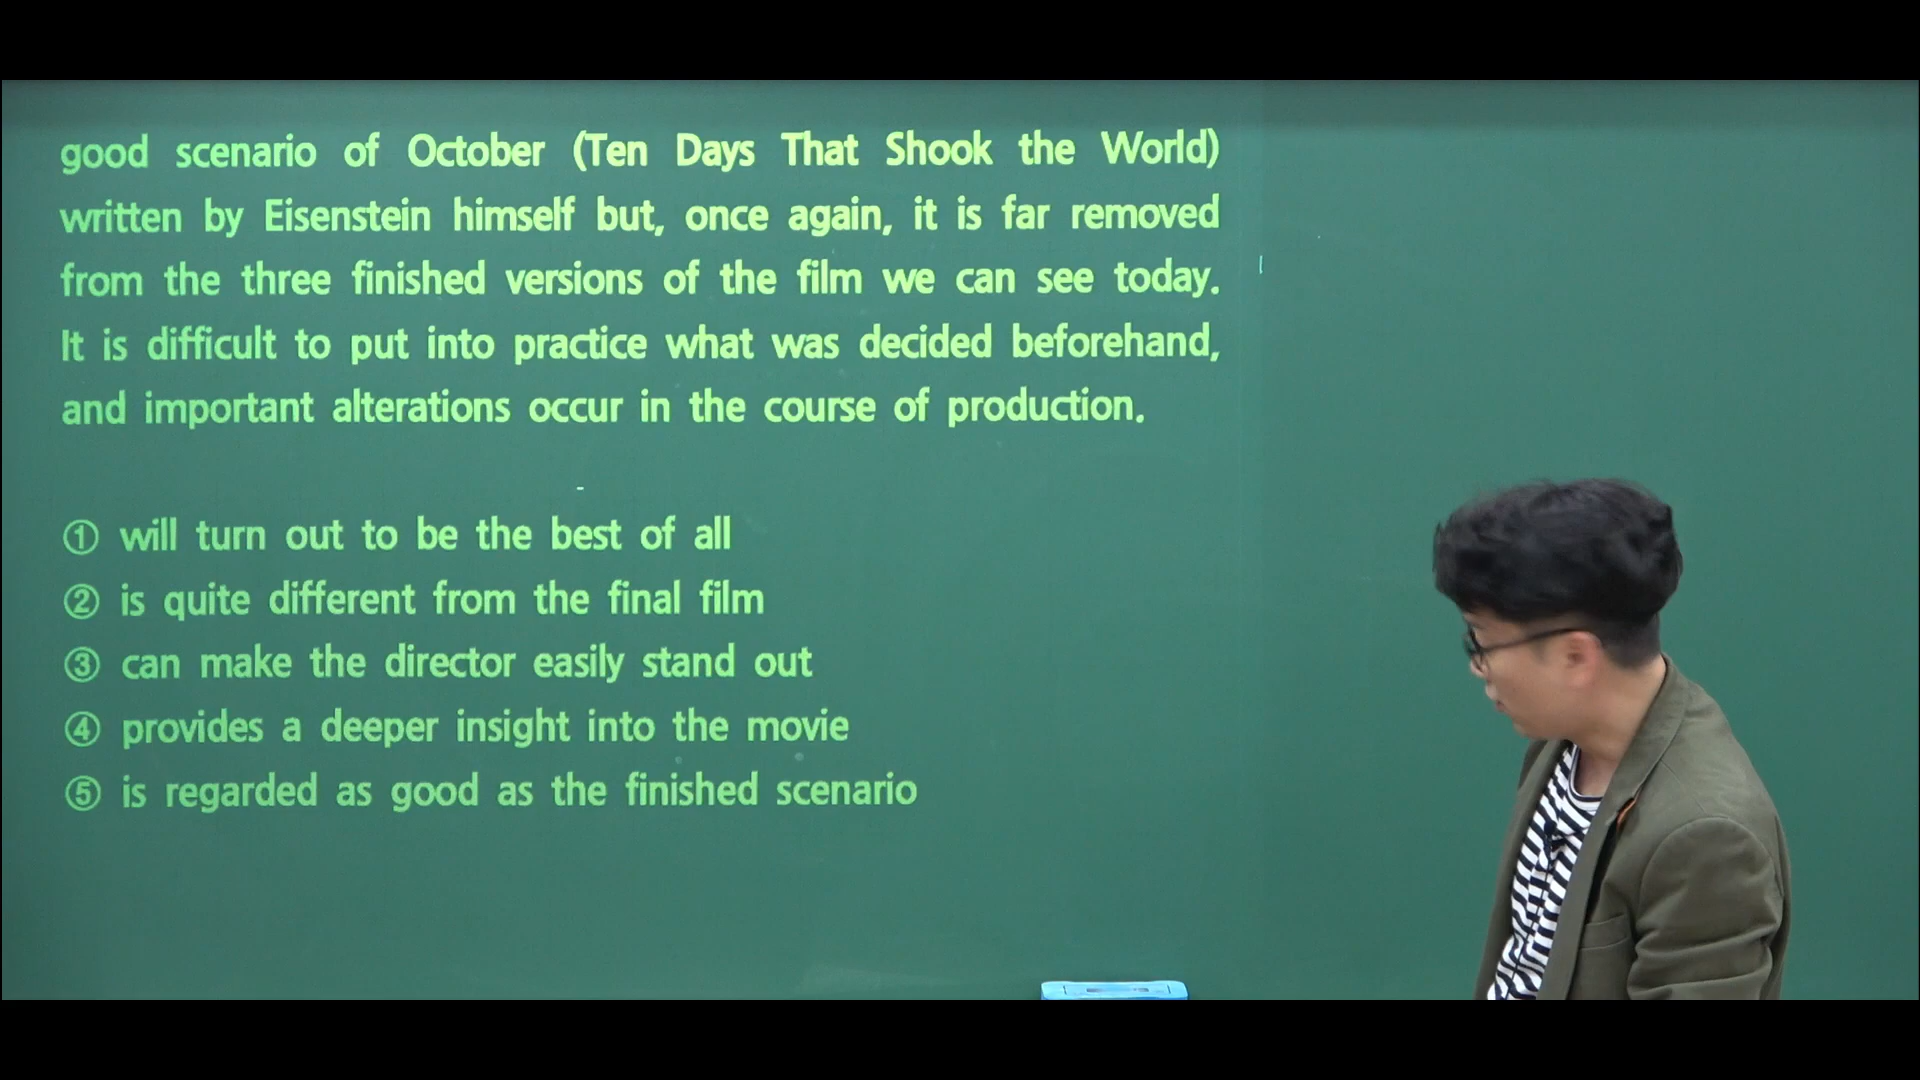 good scenario of October (Ten Days That Shook the World)
written by Eisenstein himself but, once again, it is far removed
from the three finished versions of the film we can see today.
It is difficult to put into practice what was decided beforehand,
and important alterations occur in the course of production.
① will turn out to be the best of all
② is quite different from the final film
③ can make the director easily stand out
④ provides a deeper insight into the movie
⑤ is regarded as good as the finished scenario